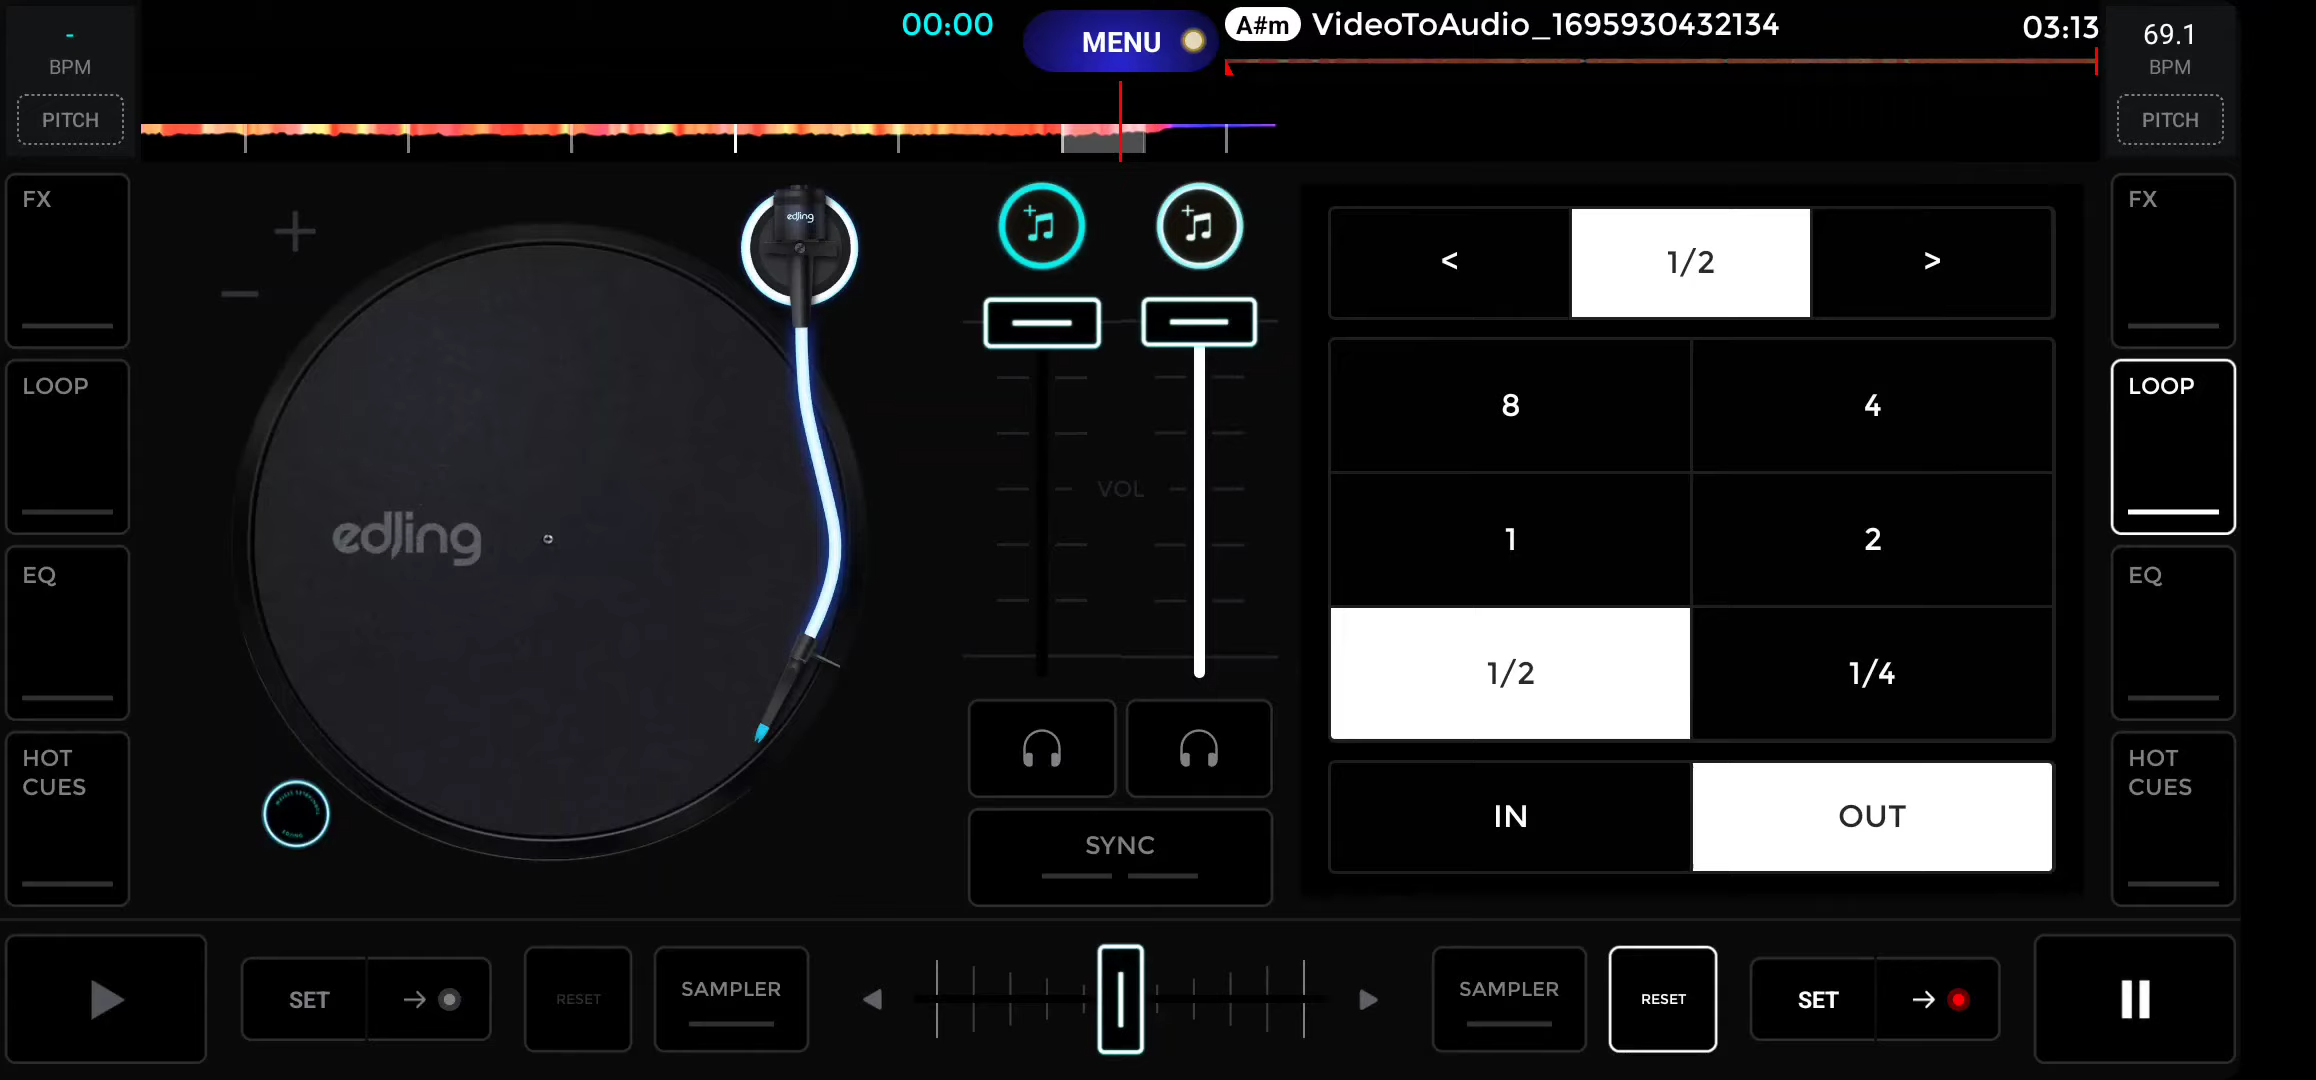 -
BPM
PITCH
00:00
MENU
A#m VideoToAudio_1695930432134
03:13
69.1
BPM
PITCH
FX
LOOP
EQ
HOT
CUES
edjing
edjing
VOL
SYNC
< 1/2 >
8 4
1 2
1/2 1/4
IN OUT
FX
LOOP
EQ
HOT
CUES
SET
RESET
SAMPLER
SAMPLER
RESET
SET